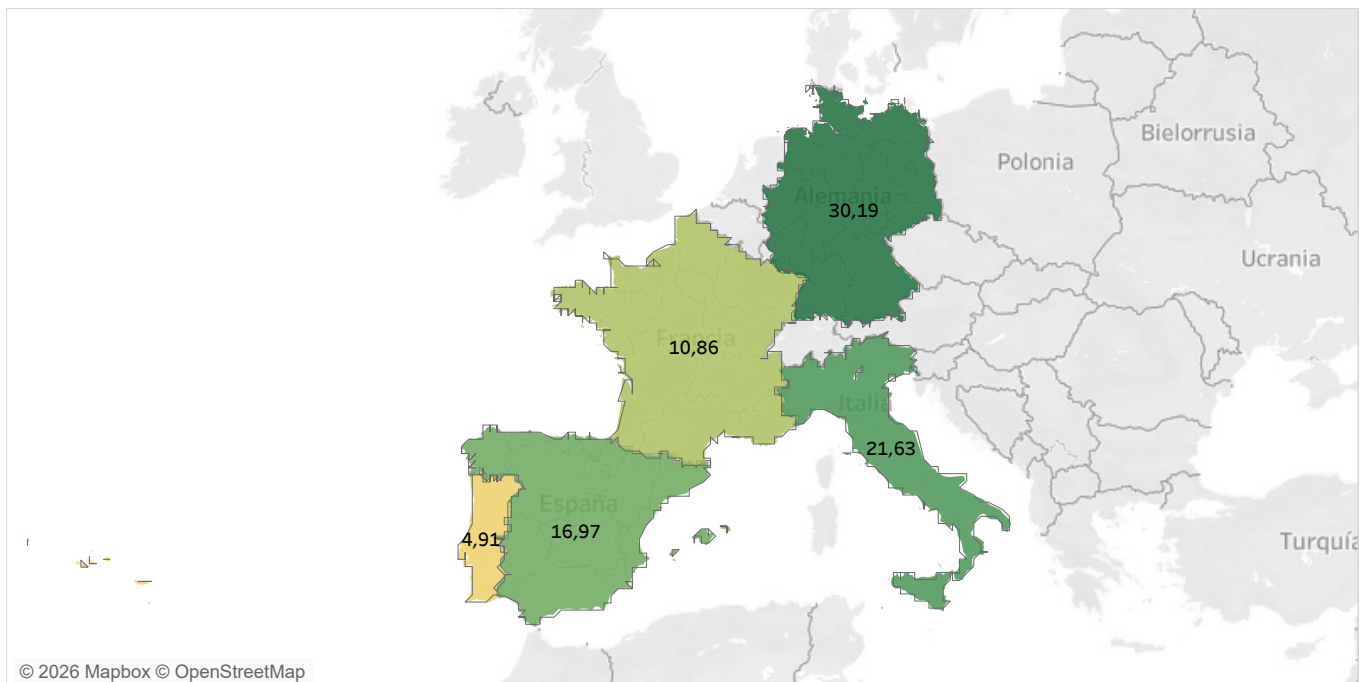 Bielorrusia
Polonia
Alemania
30,19
Ucrania
Francia
10,86
Italia
21,63
España
16,97
4,91
Turquía
© 2026 Mapbox © OpenStreetMap